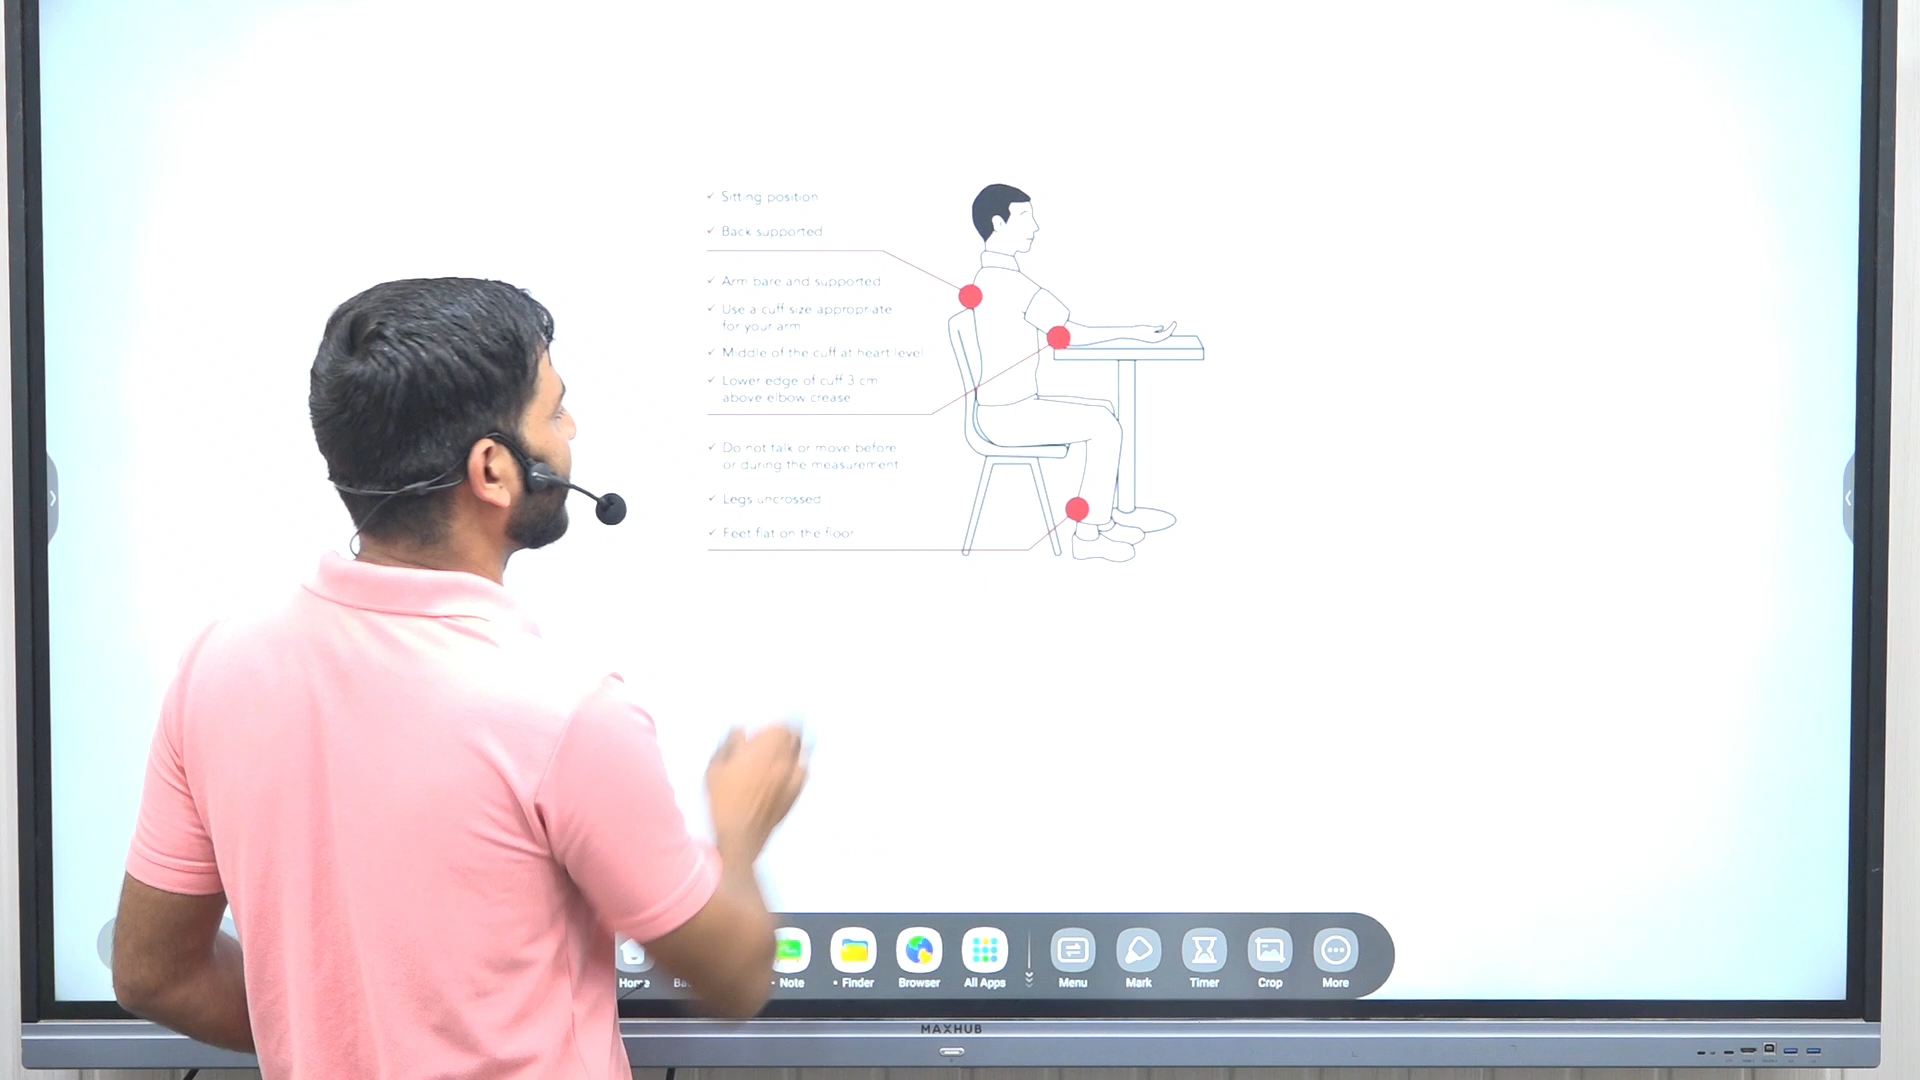 ✓ Sitting position
✓ Back supported
✓ Arm bare and supported
✓ Use a cuff size appropriate
for your arm
✓ Middle of the cuff at heart level
✓ Lower edge of cuff 3 cm
above elbow crease
✓ Do not talk or move before
or during the measurement
✓ Legs uncrossed
✓ Feet flat on the floor
Home
Note
Finder
Browser
All Apps
Menu
Mark
Timer
Crop
More
MAXHUB